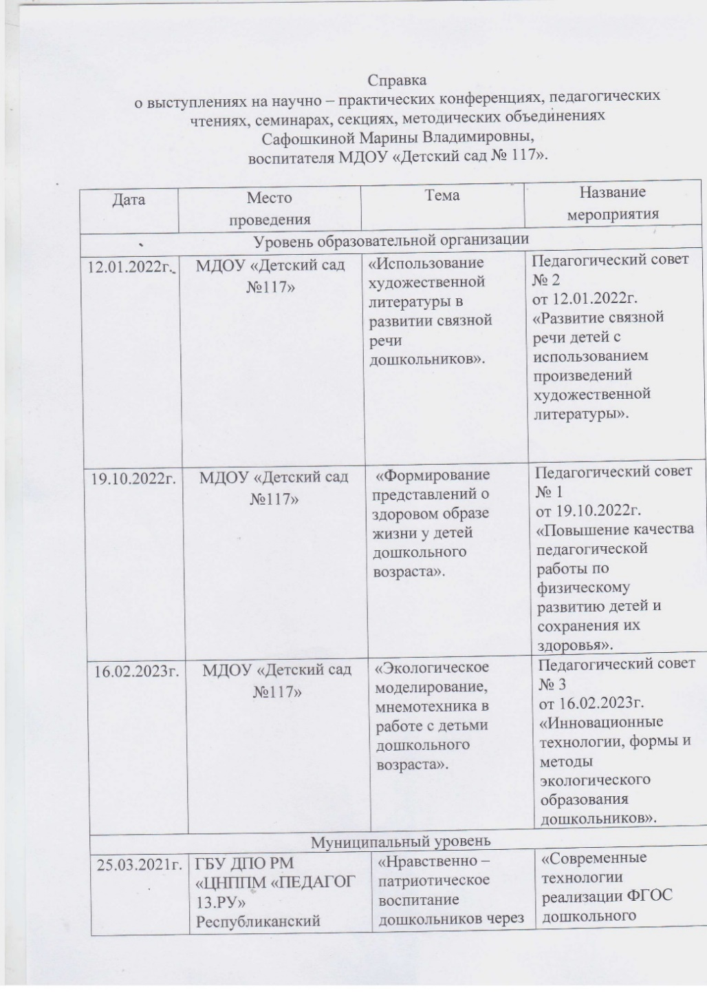 Справка
о выступлениях на научно – практических конференциях, педагогических
чтениях, семинарах, секциях, методических объединениях
Сафошкиной Марины Владимировны,
воспитателя МДОУ «Детский сад № 117».
Дата
Место
проведения
Тема
Название
мероприятия
Уровень образовательной организации
12.01.2022г.
МДОУ «Детский сад
№117»
«Использование
художественной
литературы в
развитии связной
речи
дошкольников».
Педагогический совет
№ 2
от 12.01.2022г.
«Развитие связной
речи детей с
использованием
произведений
художественной
литературы».
19.10.2022г.
МДОУ «Детский сад
№117»
«Формирование
представлений о
здоровом образе
жизни у детей
дошкольного
возраста».
Педагогический совет
№ 1
от 19.10.2022г.
«Повышение качества
педагогической
работы по
физическому
развитию детей и
сохранения их
здоровья».
16.02.2023г.
МДОУ «Детский сад
№117»
«Экологическое
моделирование,
мнемотехника в
работе с детьми
дошкольного
возраста».
Педагогический совет
№ 3
от 16.02.2023г.
«Инновационные
технологии, формы и
методы
экологического
образования
дошкольников».
Муниципальный уровень
25.03.2021г.
ГБУ ДПО РМ
«ЦНППМ «ПЕДАГОГ
13.РУ»
Республиканский
«Нравственно –
патриотическое
воспитание
дошкольников через
«Современные
технологии
реализации ФГОС
дошкольного